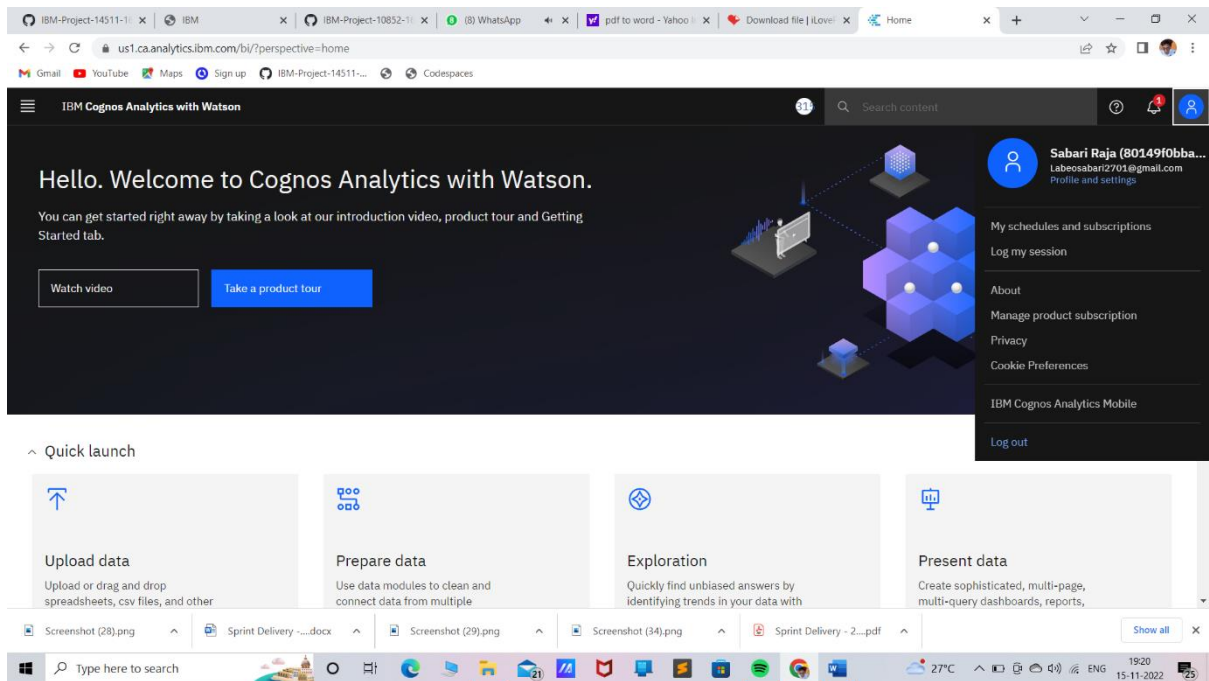 IBM-Project-14511-16
IBM
IBM-Project-10852-16
(8) WhatsApp
pdf to word - Yahoo I
Download file | iLove
Home
us1.ca.analytics.ibm.com/bi/?perspective=home
Gmail
YouTube
Maps
Sign up
IBM-Project-14511-...
Codespaces
IBM Cognos Analytics with Watson
Search content
1
Hello. Welcome to Cognos Analytics with Watson.
You can get started right away by taking a look at our introduction video, product tour and Getting
Started tab.
Watch video
Take a product tour
Sabari Raja (80149f0bba...
Labeosabari2701@gmail.com
Profile and settings
My schedules and subscriptions
Log my session
About
Manage product subscription
Privacy
Cookie Preferences
IBM Cognos Analytics Mobile
Log out
Quick launch
Upload data
Upload or drag and drop
spreadsheets, csv files, and other
Prepare data
Use data modules to clean and
connect data from multiple
Exploration
Quickly find unbiased answers by
identifying trends in your data with
Present data
Create sophisticated, multi-page,
multi-query dashboards, reports,
Screenshot (28).png
Sprint Delivery -....docx
Screenshot (29).png
Screenshot (34).png
Sprint Delivery - 2....pdf
Show all
Type here to search
21
27°C
ENG
19:20
15-11-2022
25